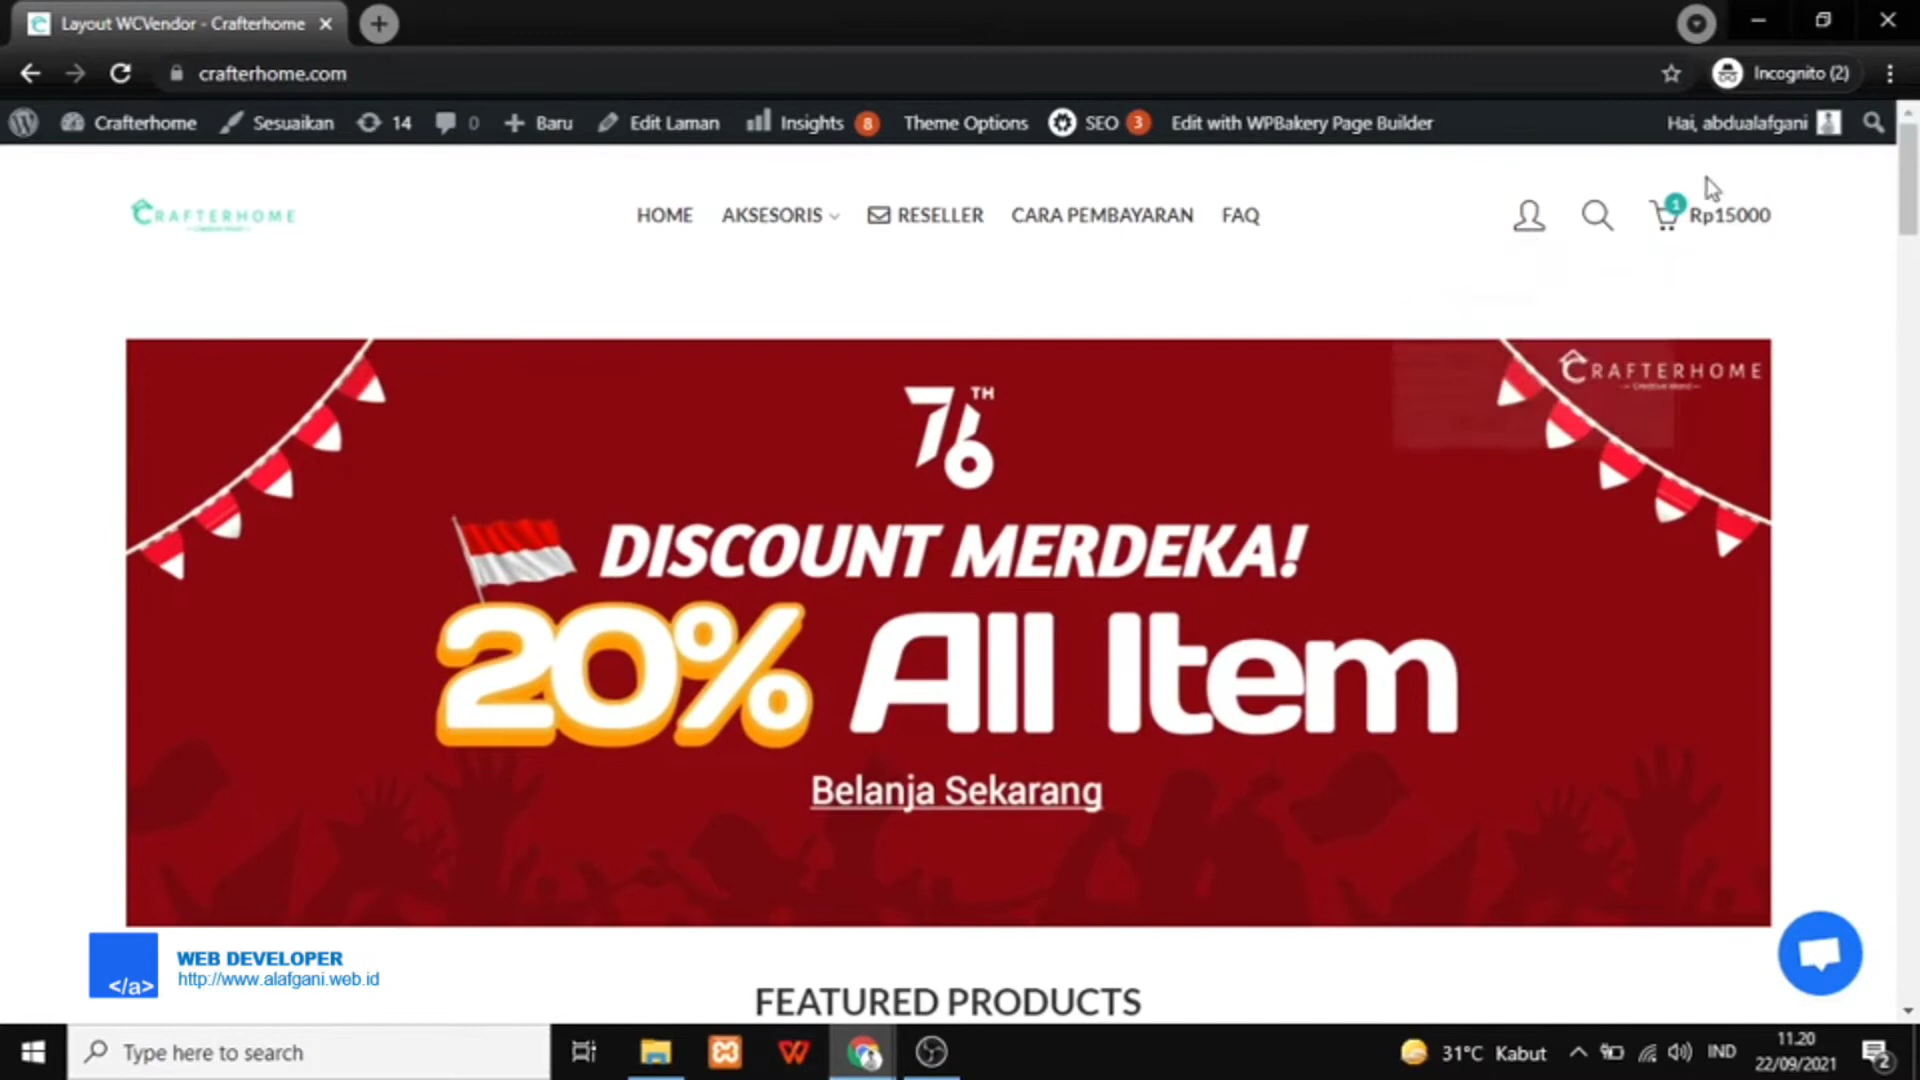 Layout WCVendor - Crafterhome
crafterhome.com
Incognito (2)
Crafterhome Sesuaikan 14 0 Baru Edit Laman Insights 8 Theme Options SEO 3 Edit with WPBakery Page Builder Hai, abdualafgani
CRAFTERHOME
HOME AKSESORIS RESELLER CARA PEMBAYARAN FAQ
1
Rp15000
CRAFTERHOME
76TH
DISCOUNT MERDEKA!
20% All Item
Belanja Sekarang
</a>
WEB DEVELOPER
http://www.alafgani.web.id
FEATURED PRODUCTS
Type here to search
31°C Kabut
IND
11.20
22/09/2021
2